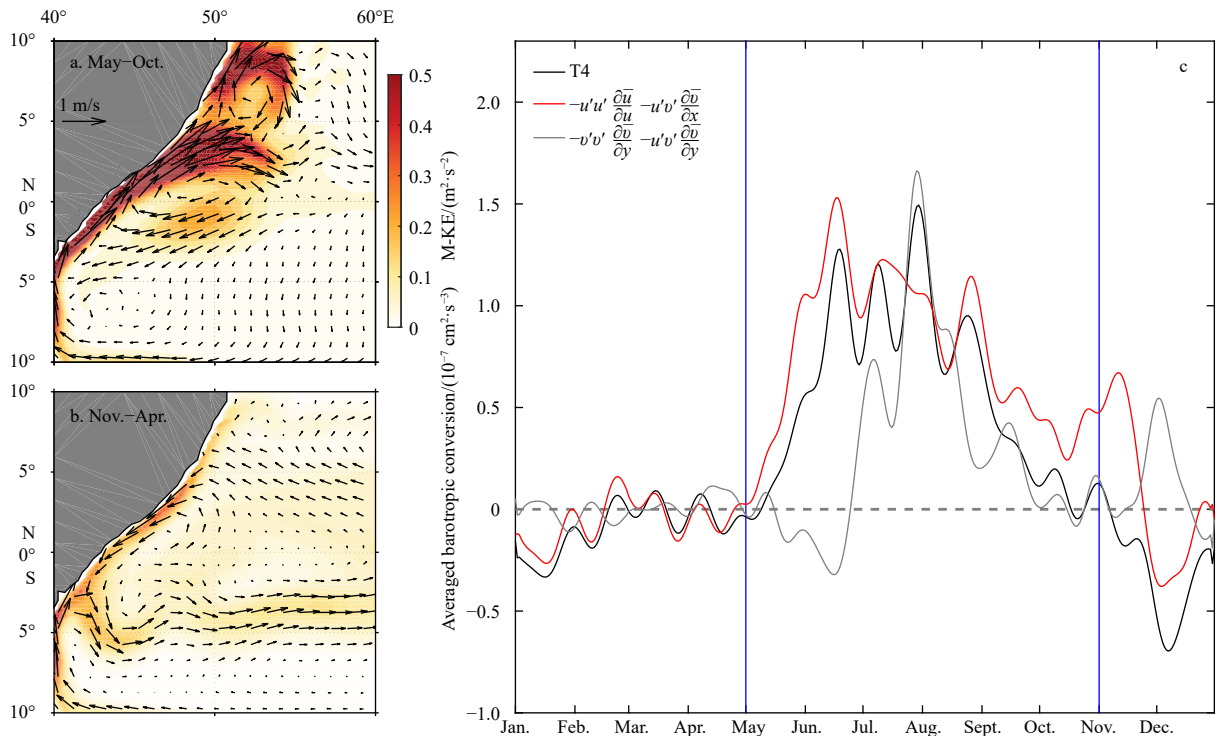 40° 50° 60°E
10°
a. May−Oct.
1 m/s
5°
N
0°
S
5°
10°
0.5
0.4
0.3
0.2
0.1
0
M-KE/(m²·s⁻²)
10°
b. Nov.−Apr.
5°
N
0°
S
5°
10°
c
T4
−u′u′ ∂u̅/∂u̅ −u′v′ ∂v̅/∂x
−v′v′ ∂v̅/∂y −u′v′ ∂v̅/∂y
2.0
1.5
1.0
0.5
0
−0.5
−1.0
Averaged barotropic conversion/(10⁻⁷ cm²·s⁻³)
Jan. Feb. Mar. Apr. May Jun. Jul. Aug. Sept. Oct. Nov. Dec.